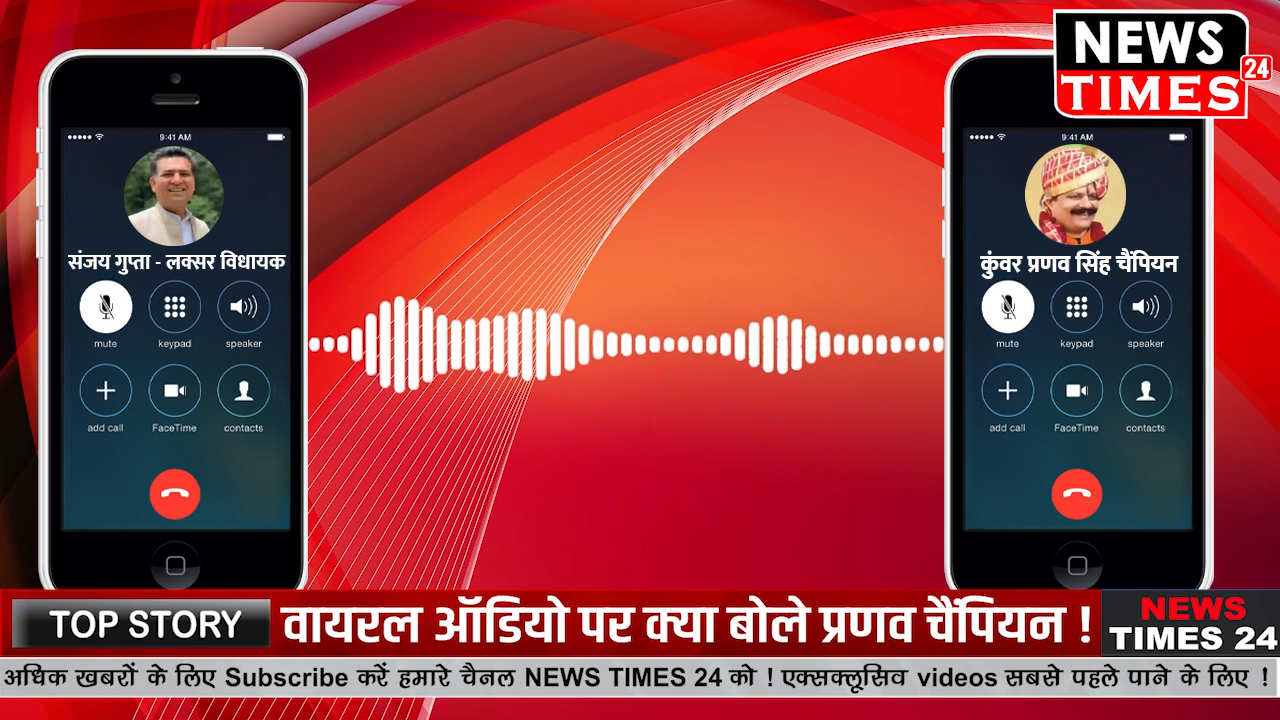 NEWS
24
TIMES
9:41 AM
संजय गुप्ता - लक्सर विधायक
mute keypad speaker
add call FaceTime contacts
9:41 AM
कुंवर प्रणव सिंह चैंपियन
mute keypad speaker
add call FaceTime contacts
TOP STORY
वायरल ऑडियो पर क्या बोले प्रणव चैंपियन !
NEWS
TIMES 24
अधिक खबरों के लिए Subscribe करें हमारे चैनल NEWS TIMES 24 को ! एक्सक्लूसिव videos सबसे पहले पाने के लिए !